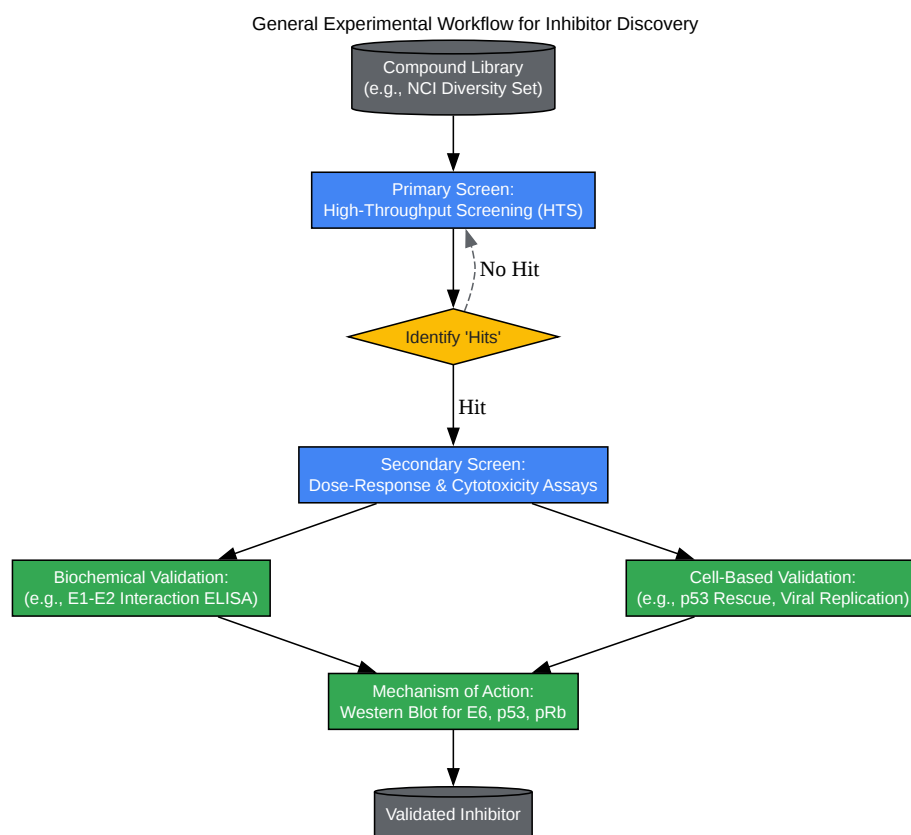 General Experimental Workflow for Inhibitor Discovery
Compound Library
(e.g., NCI Diversity Set)
Primary Screen:
High-Throughput Screening (HTS)
No Hit
Identify 'Hits'
Hit
Secondary Screen:
Dose-Response & Cytotoxicity Assays
Biochemical Validation:
(e.g., E1-E2 Interaction ELISA)
Cell-Based Validation:
(e.g., p53 Rescue, Viral Replication)
Mechanism of Action:
Western Blot for E6, p53, pRb
Validated Inhibitor